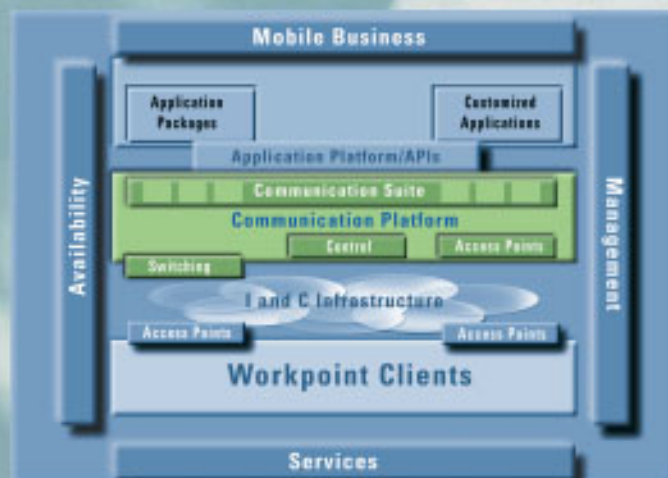 Mobile Business
Application
Packages
Customized
Applications
Application Platform/APIs
Communication Suite
Communication Platform
Control
Access Points
Switching
I and C Infrastructure
Access Points
Access Points
Workpoint Clients
Services
Availability
Management